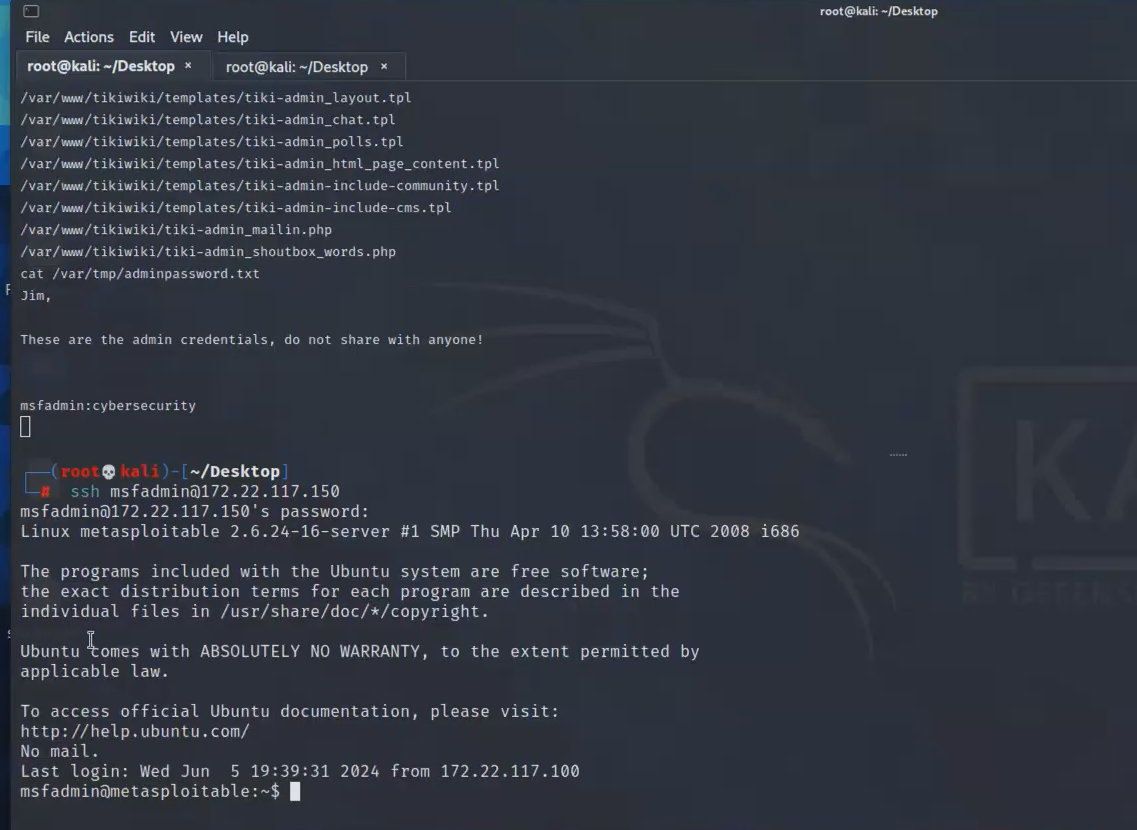 root@kali: ~/Desktop
File Actions Edit View Help
root@kali: ~/Desktop × root@kali: ~/Desktop ×
/var/www/tikiwiki/templates/tiki-admin_layout.tpl
/var/www/tikiwiki/templates/tiki-admin_chat.tpl
/var/www/tikiwiki/templates/tiki-admin_polls.tpl
/var/www/tikiwiki/templates/tiki-admin_html_page_content.tpl
/var/www/tikiwiki/templates/tiki-admin-include-community.tpl
/var/www/tikiwiki/templates/tiki-admin-include-cms.tpl
/var/www/tikiwiki/tiki-admin_mailin.php
/var/www/tikiwiki/tiki-admin_shoutbox_words.php
cat /var/tmp/adminpassword.txt
Jim,
These are the admin credentials, do not share with anyone!
msfadmin:cybersecurity
┌──(root💀kali)-[~/Desktop]
└─# ssh msfadmin@172.22.117.150
msfadmin@172.22.117.150's password:
Linux metasploitable 2.6.24-16-server #1 SMP Thu Apr 10 13:58:00 UTC 2008 i686
The programs included with the Ubuntu system are free software;
the exact distribution terms for each program are described in the
individual files in /usr/share/doc/*/copyright.
Ubuntu comes with ABSOLUTELY NO WARRANTY, to the extent permitted by
applicable law.
To access official Ubuntu documentation, please visit:
http://help.ubuntu.com/
No mail.
Last login: Wed Jun  5 19:39:31 2024 from 172.22.117.100
msfadmin@metasploitable:~$